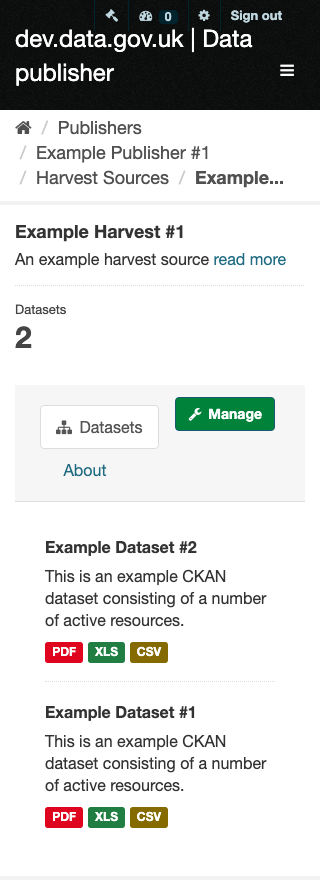 0 Sign out
dev.data.gov.uk | Data
publisher
/ Publishers
/ Example Publisher #1
/ Harvest Sources / Example...
Example Harvest #1
An example harvest source read more
Datasets
2
Datasets
Manage
About
Example Dataset #2
This is an example CKAN
dataset consisting of a number
of active resources.
PDF XLS CSV
Example Dataset #1
This is an example CKAN
dataset consisting of a number
of active resources.
PDF XLS CSV